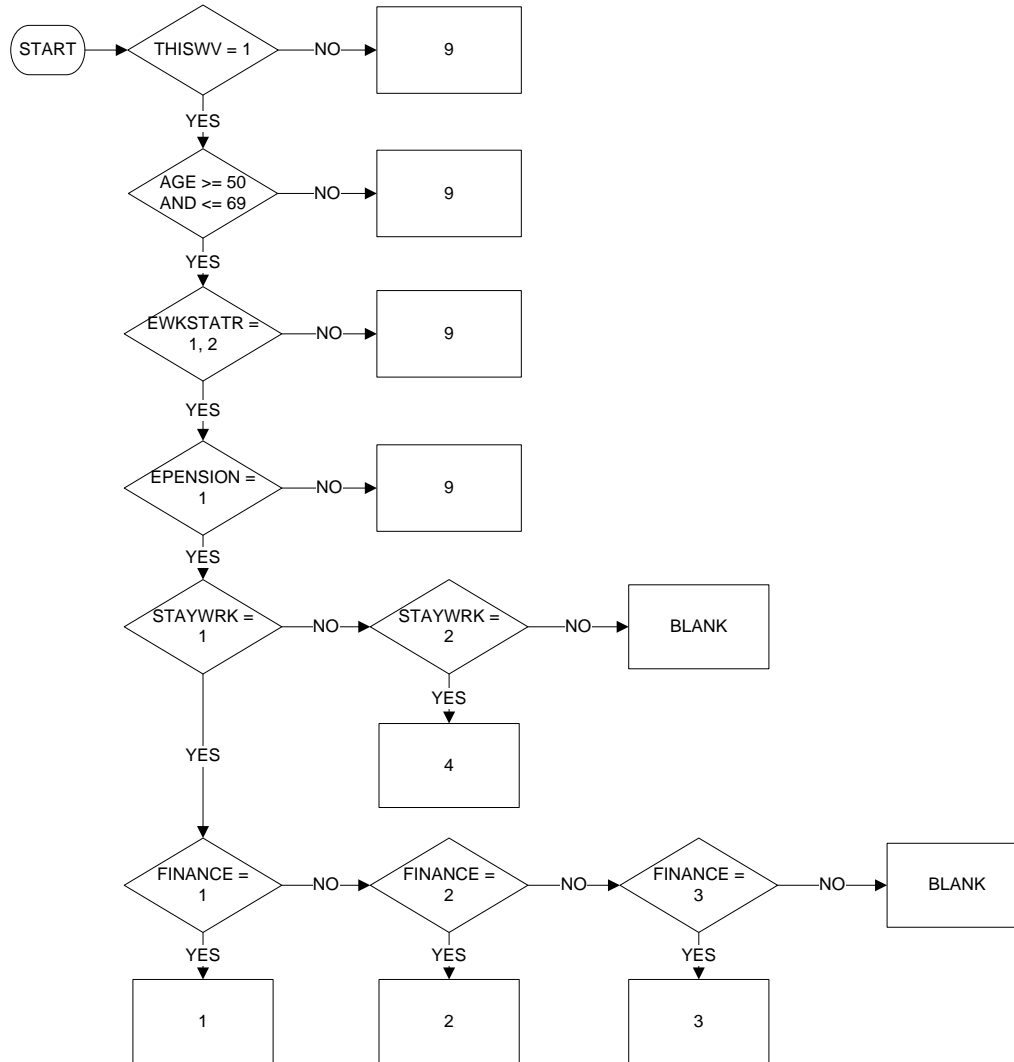 START
THISWV = 1
NO
9
YES
AGE >= 50
AND <= 69
NO
9
YES
EWKSTATR =
1, 2
NO
9
YES
EPENSION =
1
NO
9
YES
STAYWRK =
1
NO
STAYWRK =
2
NO
BLANK
YES
4
YES
FINANCE =
1
NO
FINANCE =
2
NO
FINANCE =
3
NO
BLANK
YES
YES
YES
1
2
3